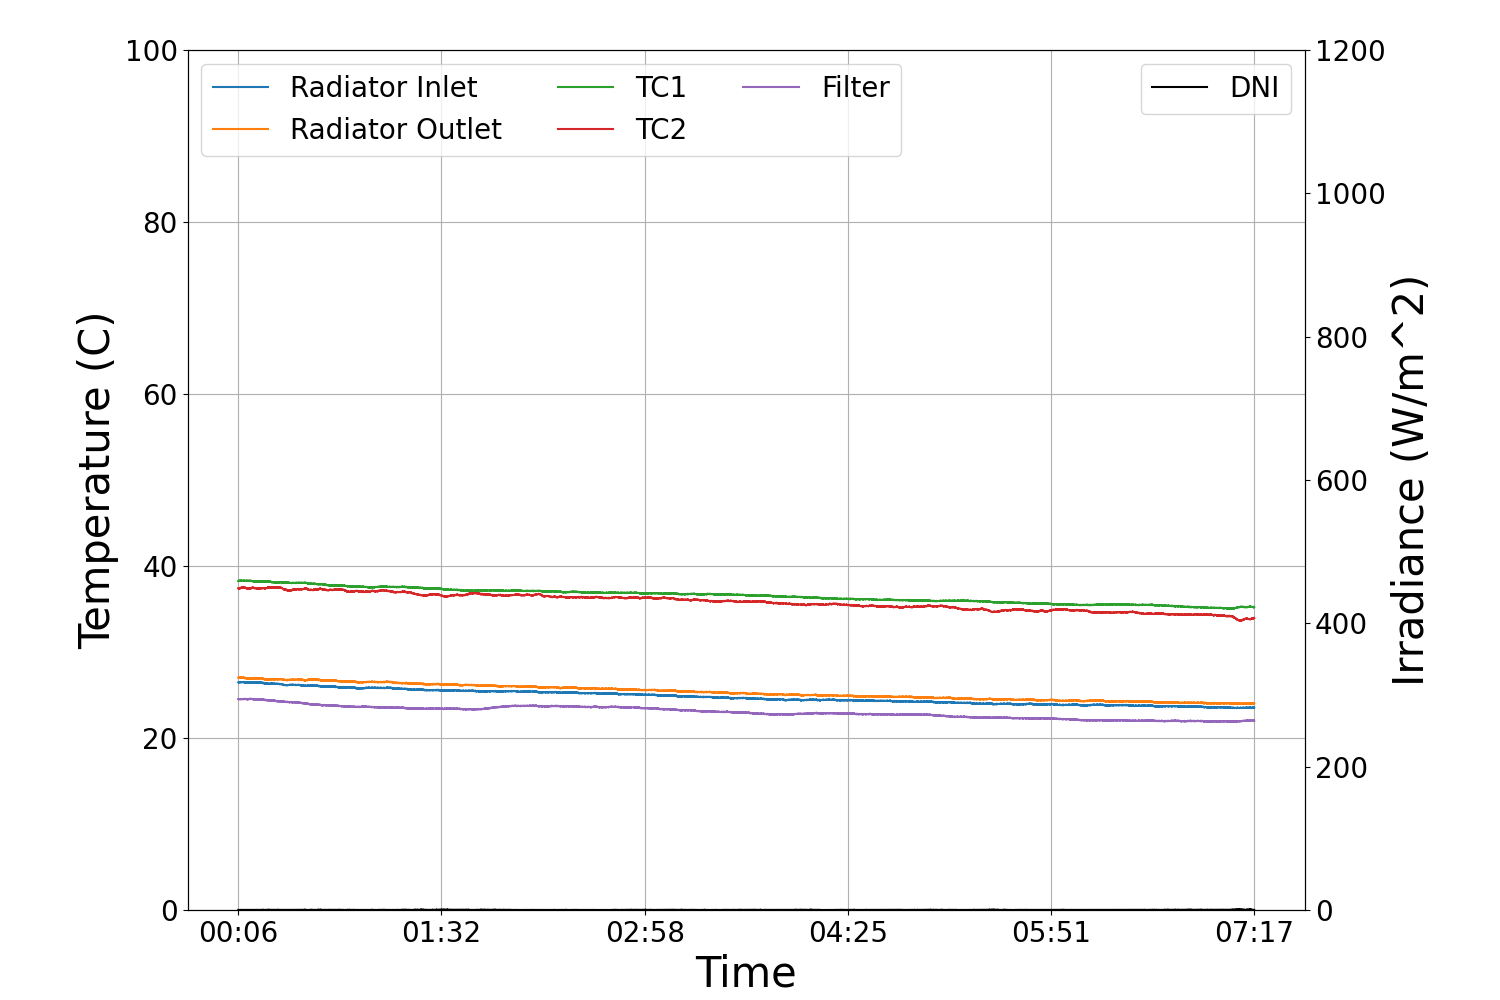 100
80
60
40
20
0
Temperature (C)
Radiator Inlet
Radiator Outlet
TC1
TC2
Filter
DNI
1200
1000
800
600
400
200
0
Irradiance (W/m^2)
00:06 01:32 02:58 04:25 05:51 07:17
Time